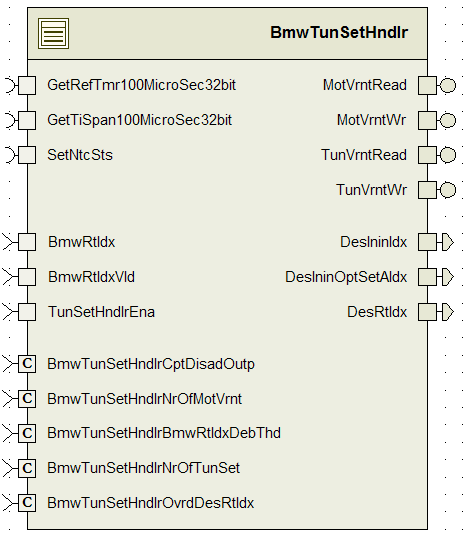 BmwTunSetHndlr
GetRefTmr100MicroSec32bit MotVrntRead
GetTiSpan100MicroSec32bit MotVrntWr
SetNtcSts TunVrntRead
TunVrntWr
BmwRtIdx DesIninIdx
BmwRtIdxVld DesIninOptSetAIdx
TunSetHndlrEna DesRtIdx
C BmwTunSetHndlrCptDisadOutp
C BmwTunSetHndlrNrOfMotVrnt
C BmwTunSetHndlrBmwRtIdxDebThd
C BmwTunSetHndlrNrOfTunSet
C BmwTunSetHndlrOvrdDesRtIdx